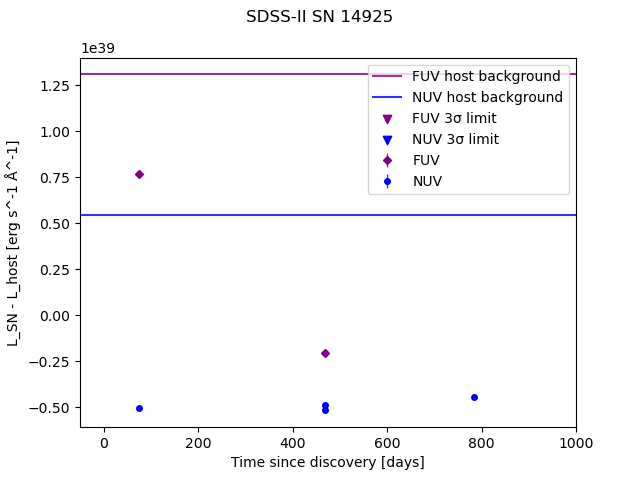 SDSS-II SN 14925
1e39
FUV host background
NUV host background
FUV 3σ limit
NUV 3σ limit
FUV
NUV
1.25
1.00
0.75
0.50
0.25
0.00
−0.25
−0.50
L_SN - L_host [erg s^-1 Å^-1]
0 200 400 600 800 1000
Time since discovery [days]